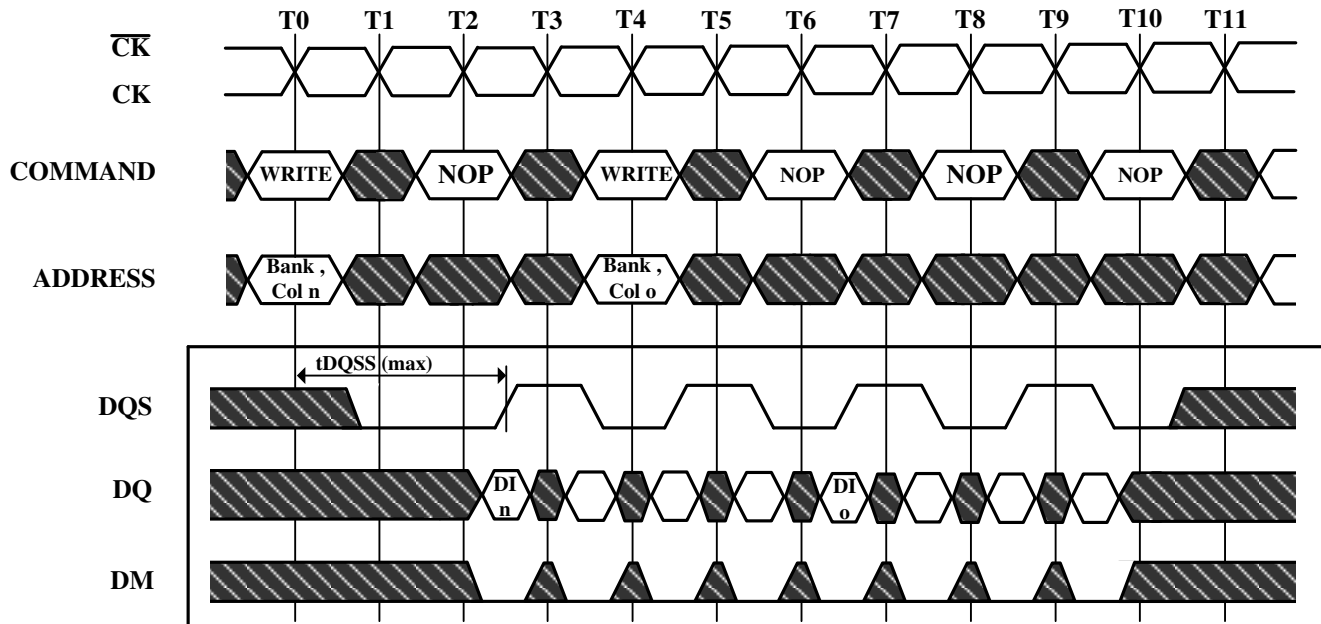 T0 T1 T2 T3 T4 T5 T6 T7 T8 T9 T10 T11
CK
CK
COMMAND WRITE NOP WRITE NOP NOP NOP
ADDRESS Bank , Bank ,
Col n Col o
tDQSS (max)
DQS
DQ DI DI
n o
DM